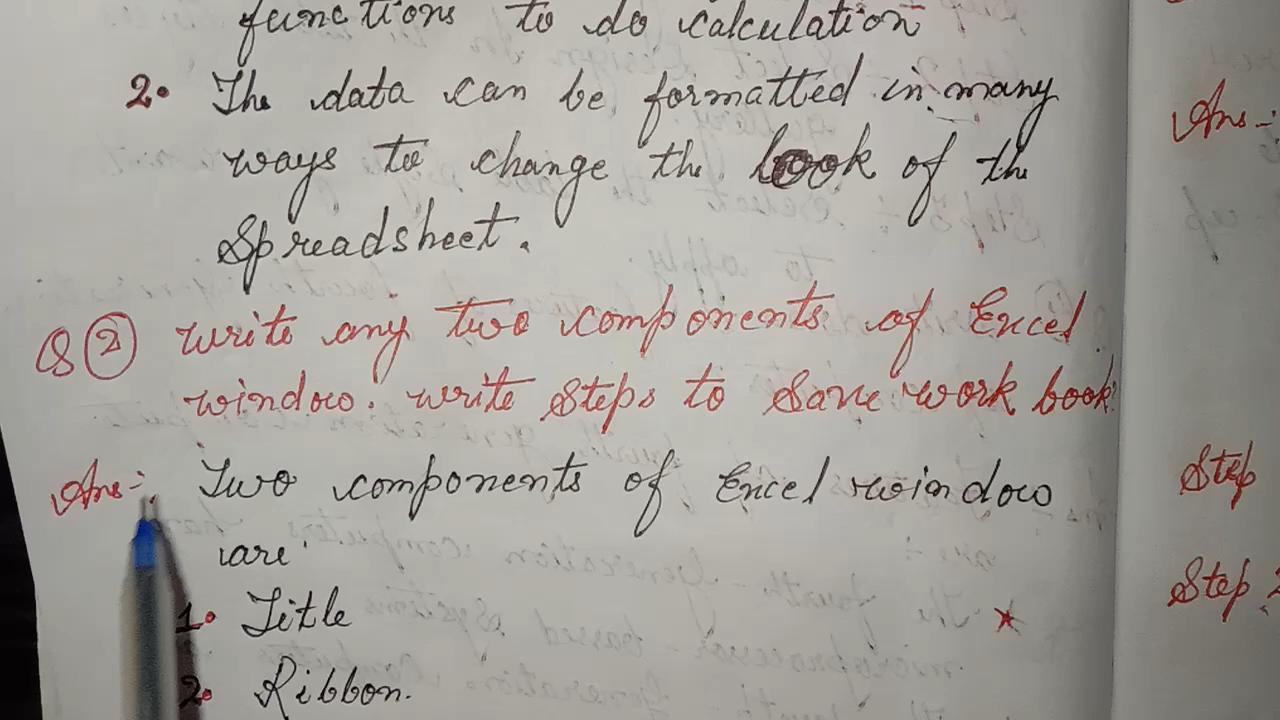 functions to do calculation
2. The data can be formatted in many
ways to change the look of the
Spreadsheet.
Q ② Write any two components of Excel
window. write steps to Save work book.
Ans:- Two components of Excel window
are
1. Title
2. Ribbon.
Ans -:
Step
Step 2